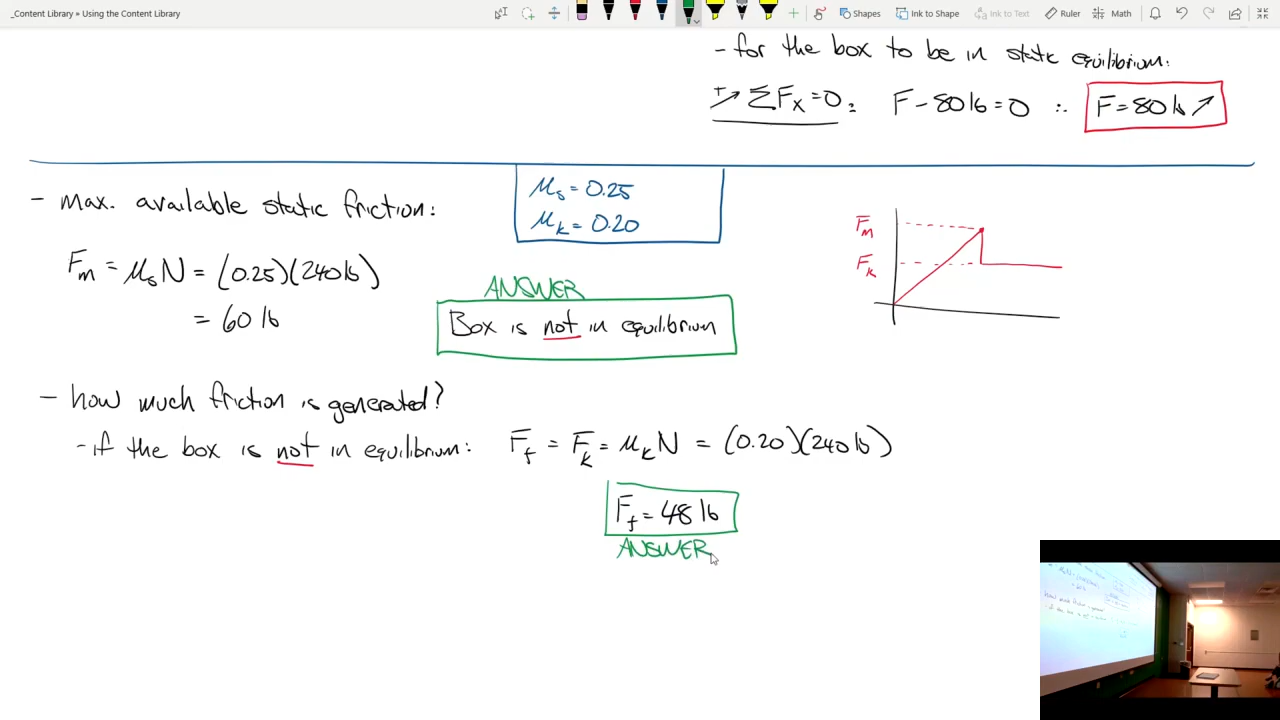 _Content Library » Using the Content Library
Shapes
Ink to Shape
Ink to Text
Ruler
Math
- for the box to be in static equilibrium:
+↗ ΣFx = 0: F - 80 lb = 0 ∴ F = 80 lb ↗
μs = 0.25
μk = 0.20
- max. available static friction:
Fm = μsN = (0.25)(240 lb)
= 60 lb
ANSWER
Box is not in equilibrium
Fm
Fk
- how much friction is generated?
- if the box is not in equilibrium: Ff = Fk = μkN = (0.20)(240 lb)
Ff = 48 lb
ANSWER